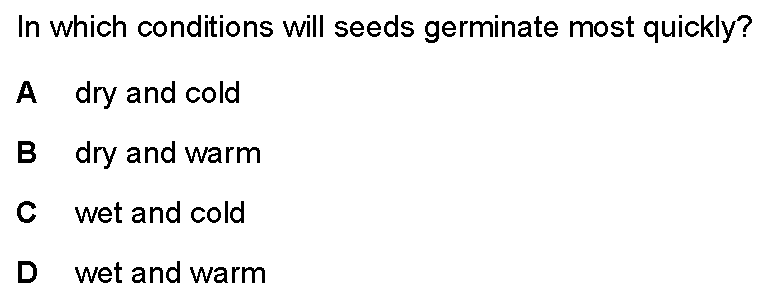 In which conditions will seeds germinate most quickly?
A dry and cold
B dry and warm
C wet and cold
D wet and warm